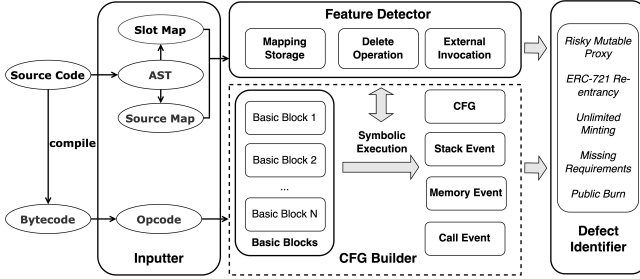 Source Code
compile
Bytecode
Slot Map
AST
Source Map
Opcode
Inputter
Feature Detector
Mapping
Storage
Delete
Operation
External
Invocation
Basic Block 1
Basic Block 2
...
Basic Block N
Basic Blocks
Symbolic
Execution
CFG
Stack Event
Memory Event
Call Event
CFG Builder
Risky Mutable
Proxy
ERC-721 Re-
entrancy
Unlimited
Minting
Missing
Requirements
Public Burn
Defect
Identifier